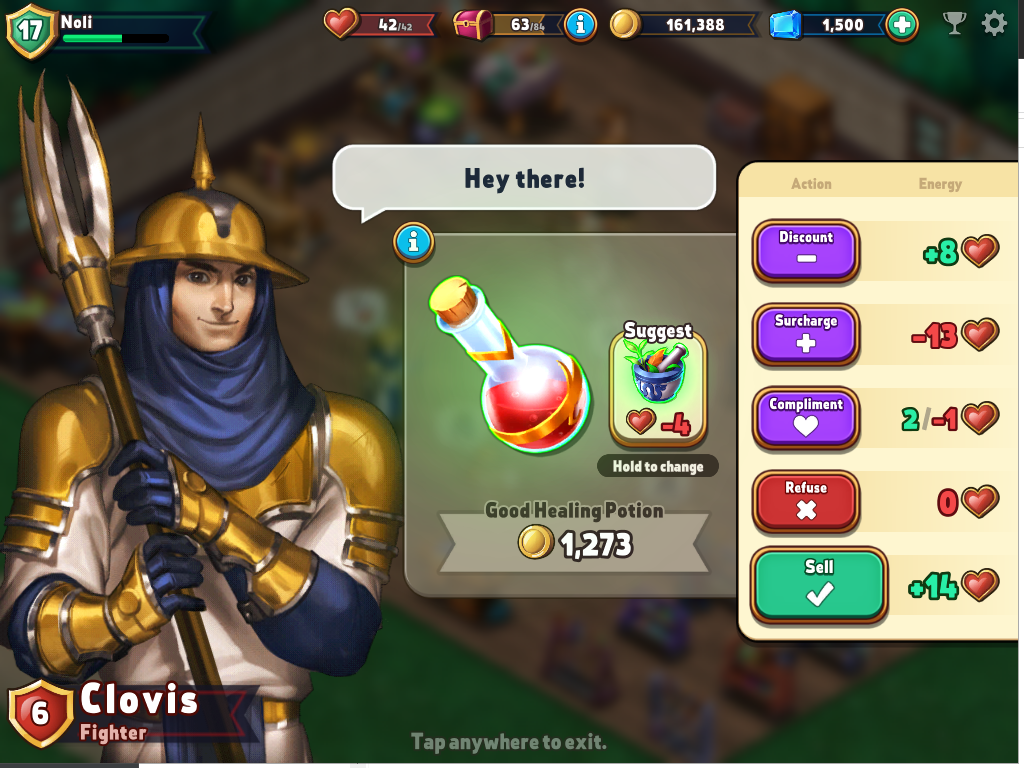 17
Noli
42/42
63/84
161,388
1,500
Hey there!
Action
Energy
Discount
+8
Surcharge
-13
Compliment
2/-1
Refuse
0
Sell
+14
Suggest
-4
Hold to change
Good Healing Potion
1,273
6
Clovis
Fighter
Tap anywhere to exit.